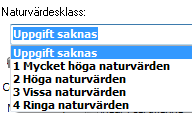 Naturvärdesklass:
Uppgift saknas
Uppgift saknas
1 Mycket höga naturvärden
2 Höga naturvärden
3 Vissa naturvärden
4 Ringa naturvärden